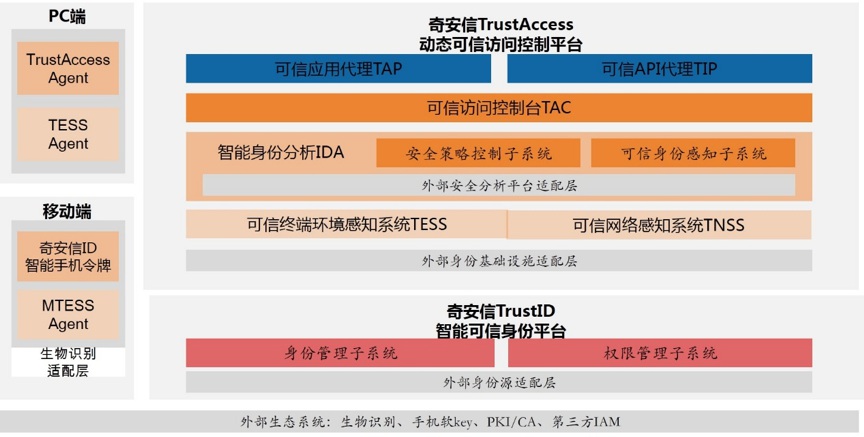 PC端
TrustAccess
Agent
TESS
Agent
移动端
奇安信ID
智能手机令牌
MTESS
Agent
生物识别
适配层
奇安信TrustAccess
动态可信访问控制平台
可信应用代理TAP
可信API代理TIP
可信访问控制台TAC
智能身份分析IDA
安全策略控制子系统
可信身份感知子系统
外部安全分析平台适配层
可信终端环境感知系统TESS
可信网络感知系统TNSS
外部身份基础设施适配层
奇安信TrustID
智能可信身份平台
身份管理子系统
权限管理子系统
外部身份源适配层
外部生态系统：生物识别、手机软key、PKI/CA、第三方IAM